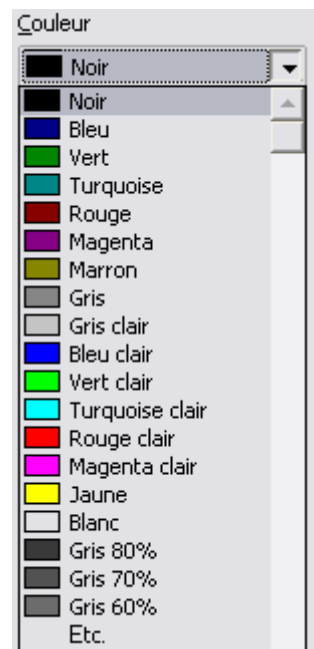 Couleur
Noir
Noir
Bleu
Vert
Turquoise
Rouge
Magenta
Marron
Gris
Gris clair
Bleu clair
Vert clair
Turquoise clair
Rouge clair
Magenta clair
Jaune
Blanc
Gris 80%
Gris 70%
Gris 60%
Etc.